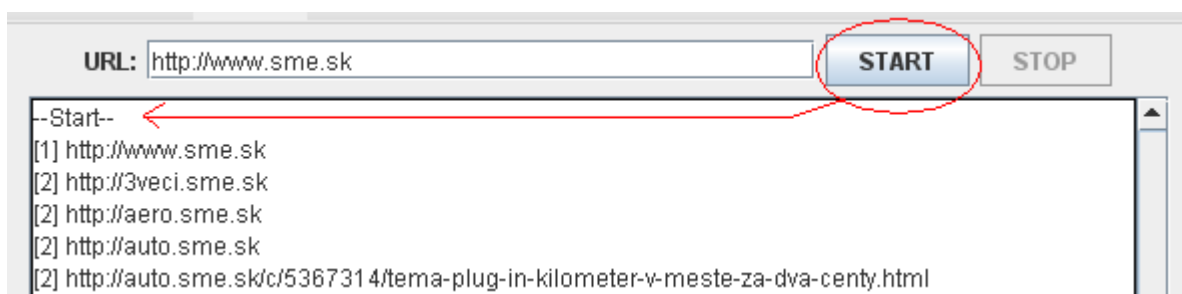 URL: http://www.sme.sk START STOP
--Start--
[1] http://www.sme.sk
[2] http://3veci.sme.sk
[2] http://aero.sme.sk
[2] http://auto.sme.sk
[2] http://auto.sme.sk/c/5367314/tema-plug-in-kilometer-v-meste-za-dva-centy.html